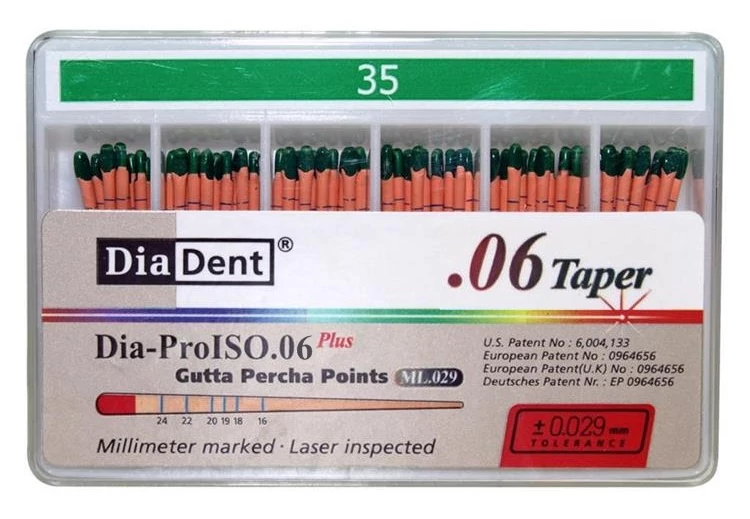 35
DiaDent®
.06 Taper
Dia-ProISO.06 Plus
Gutta Percha Points ML.029
24 22 20 19 18 16
Millimeter marked · Laser inspected
U.S. Patent No : 6,004,133
European Patent No : 0964656
European Patent(U.K) No : 0964656
Deutsches Patent Nr. : EP 0964656
± 0.029 mm
TOLERANCE